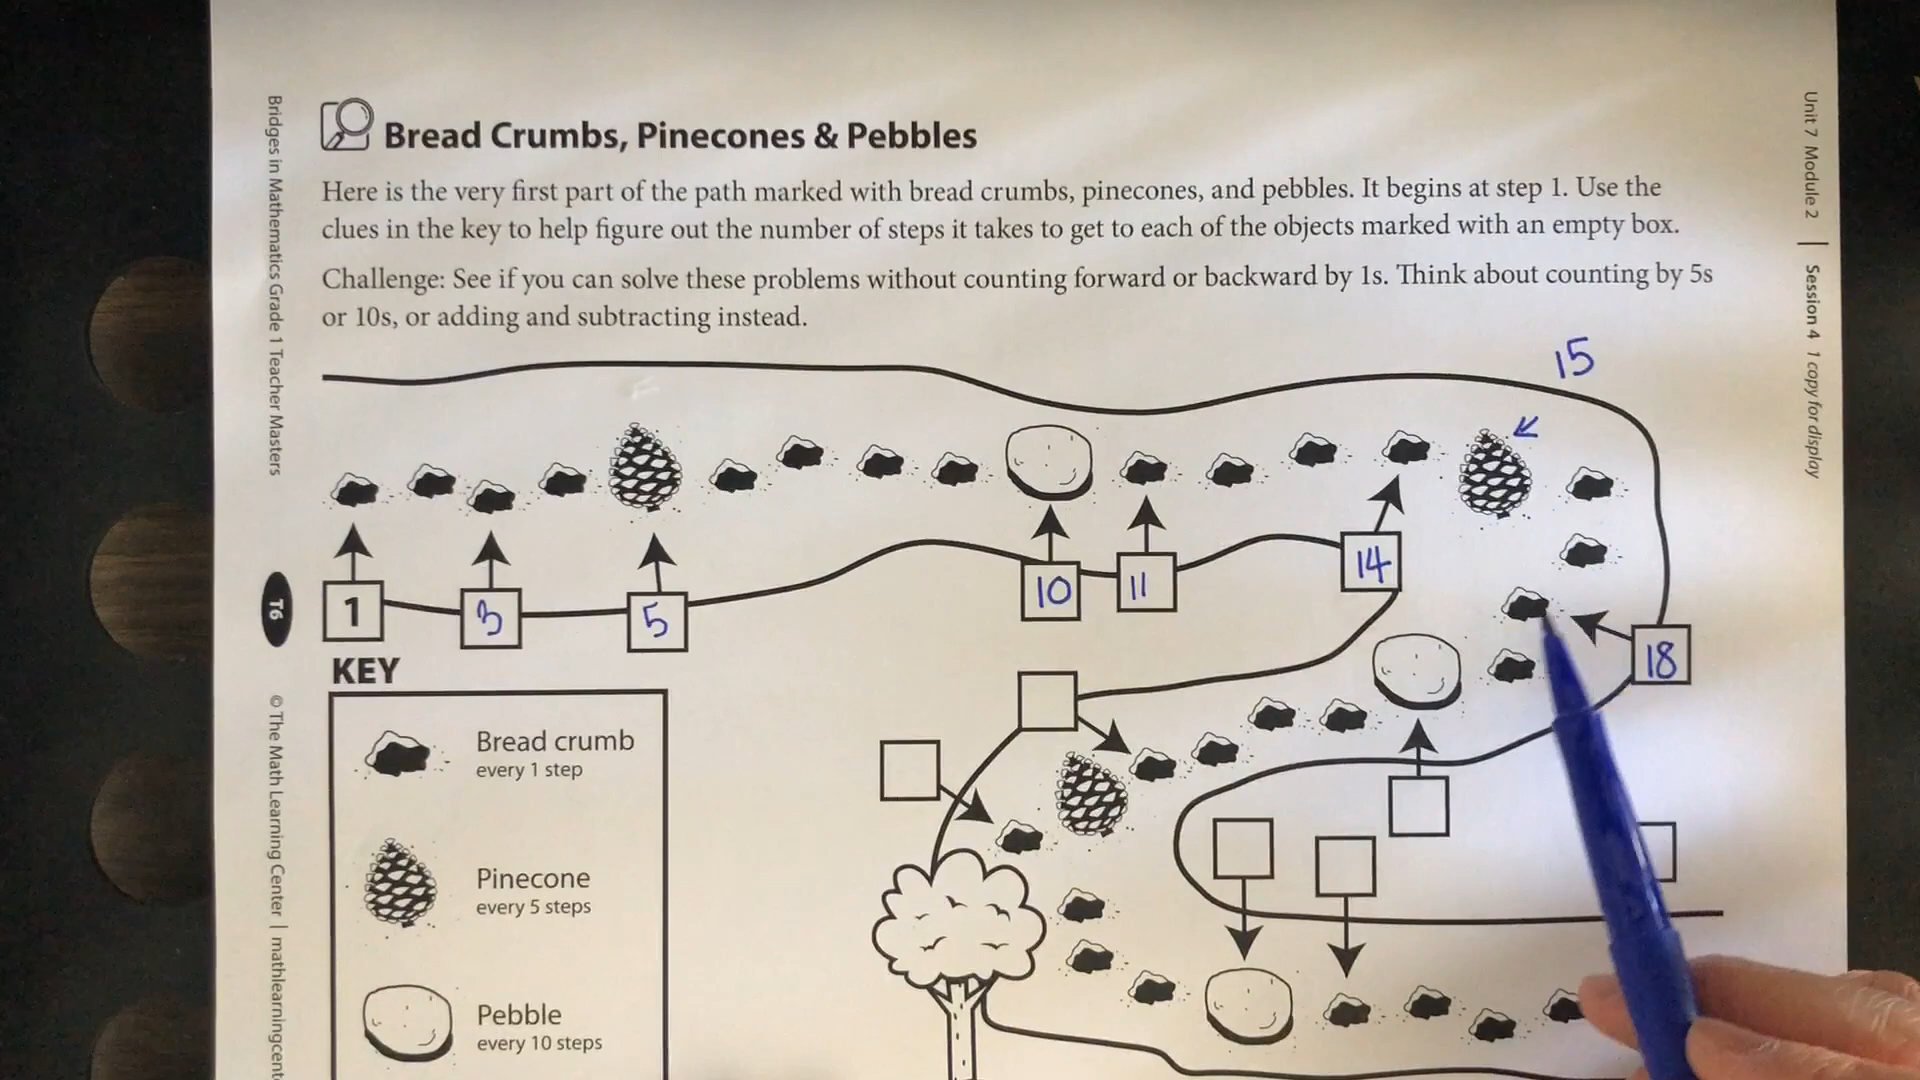 Bread Crumbs, Pinecones & Pebbles
Here is the very first part of the path marked with bread crumbs, pinecones, and pebbles. It begins at step 1. Use the
clues in the key to help figure out the number of steps it takes to get to each of the objects marked with an empty box.
Challenge: See if you can solve these problems without counting forward or backward by 1s. Think about counting by 5s
or 10s, or adding and subtracting instead.
15
1
3
5
10
11
14
18
KEY
Bread crumb
every 1 step
Pinecone
every 5 steps
Pebble
every 10 steps
Bridges in Mathematics Grade 1 Teacher Masters
T6
© The Math Learning Center | mathlearningcent
Unit 7 Module 2 | Session 4 1 copy for display